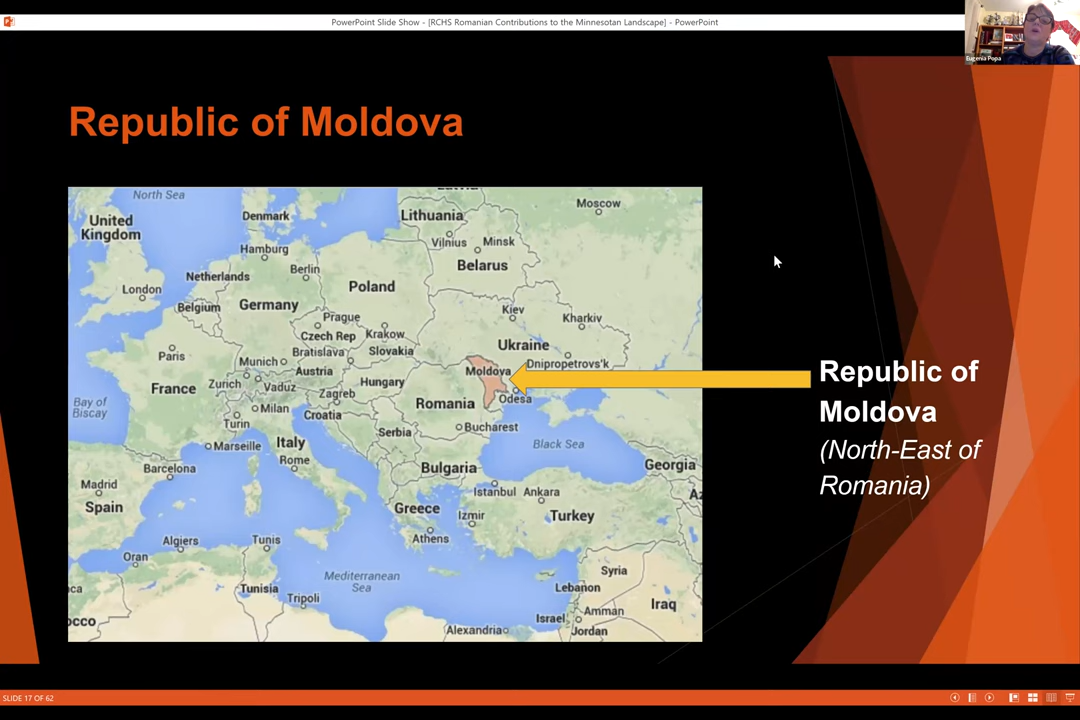 PowerPoint Slide Show - [RCHS Romanian Contributions to the Minnesotan Landscape] - PowerPoint
Eugenia Popa
Republic of Moldova
North Sea
United
Kingdom
Denmark
Lithuania
Moscow
Vilnius
Minsk
Hamburg
Belarus
Berlin
Netherlands
London
Poland
Belgium
Germany
Kiev
Kharkiv
Prague
Czech Rep
Krakow
Ukraine
Paris
Bratislava
Slovakia
Munich
Austria
Moldova
Dnipropetrovs'k
France
Zurich
Vaduz
Hungary
Zagreb
Odesa
Bay of
Biscay
Milan
Croatia
Romania
Turin
Bucharest
Serbia
Marseille
Italy
Black Sea
Rome
Barcelona
Bulgaria
Georgia
Madrid
Spain
Istanbul
Ankara
Greece
Izmir
Turkey
Athens
Algiers
Tunis
Oran
Mediterranean
Sea
Syria
Tunisia
Tripoli
Lebanon
Iraq
Amman
Israel
Jordan
Alexandria
Republic of
Moldova
(North-East of
Romania)
SLIDE 17 OF 62